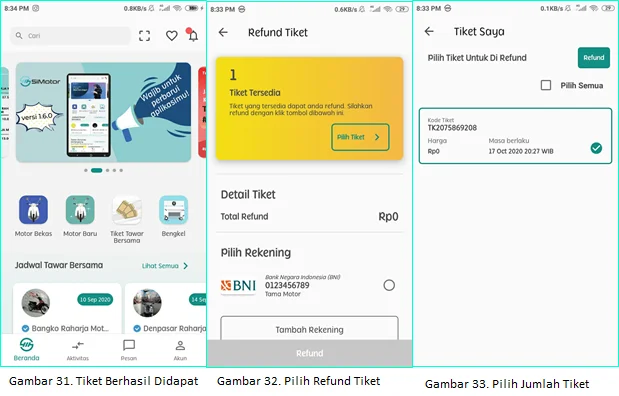 8:34 PM
0.8KB/s
Cari
SiMotor
versi 1.6.0
Wajib untuk
perbarui
aplikasimu!
Motor Bekas
Motor Baru
Tiket Tawar
Bersama
Bengkel
Jadwal Tawar Bersama
Lihat Semua
10 Sep 2020
14 Sep
Bangko Raharja Mot...
Denpasar Raharj
Beranda
Aktivitas
Pesan
Akun
Gambar 31. Tiket Berhasil Didapat
8:33 PM
0.6KB/s
29
Refund Tiket
1
Tiket Tersedia
Tiket yang tersedia dapat anda refund. Silahkan
refund dengan klik tombol dibawah ini.
Pilih Tiket
Detail Tiket
Total Refund
Rp0
Pilih Rekening
BNI
Bank Negara Indonesia (BNI)
0123456789
Tama Motor
Tambah Rekening
Refund
Gambar 32. Pilih Refund Tiket
8:33 PM
0.1KB/s
29
Tiket Saya
Pilih Tiket Untuk Di Refund
Refund
Pilih Semua
Kode Tiket
TK2075869208
Harga
Masa berlaku
Rp0
17 Oct 2020 20:27 WIB
Gambar 33. Pilih Jumlah Tiket